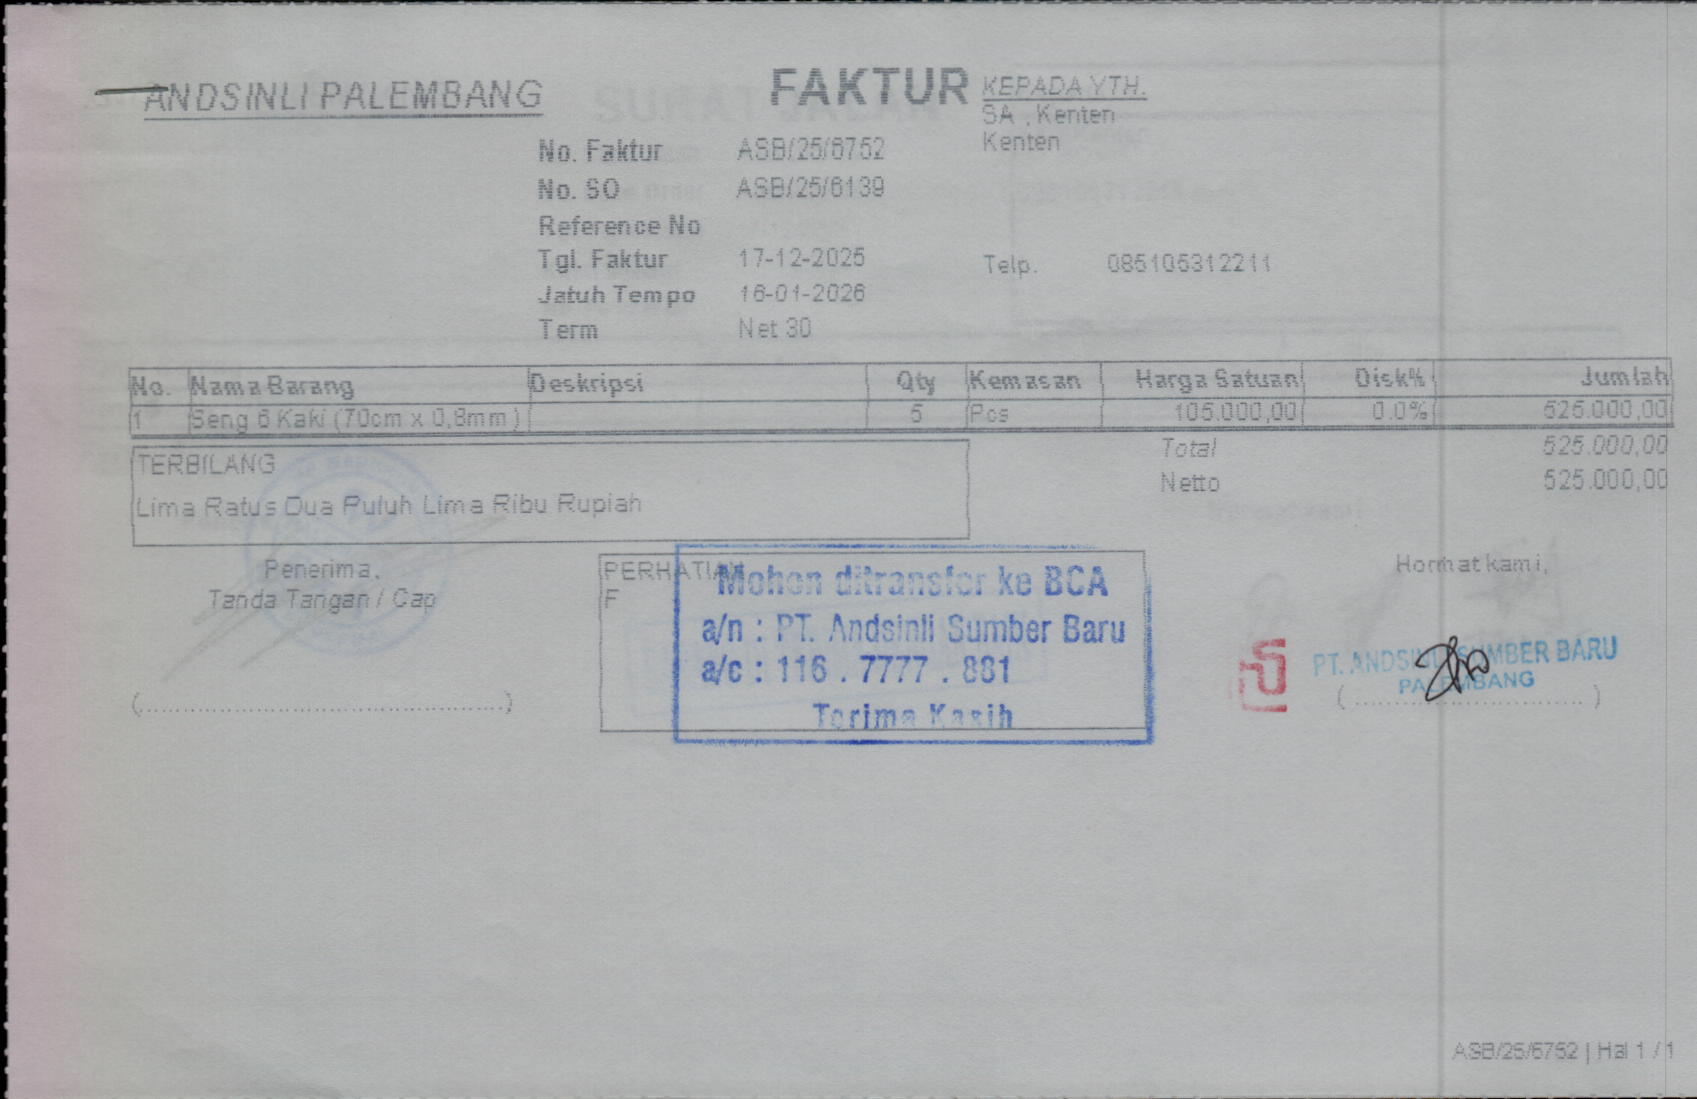 ANDSINLI PALEMBANG
FAKTUR
KEPADA YTH.
SA , Kenten
Kenten
No. Faktur ASB/25/6752
No. SO ASB/25/6139
Reference No
Tgl. Faktur 17-12-2025
Telp. 085105312211
Jatuh Tempo 16-01-2026
Term Net 30
No. Nama Barang Deskripsi Qty Kemasan Harga Satuan Disk% Jumlah
1 Seng 6 Kaki (70cm x 0,8mm) 5 Pcs 105.000,00 0.0% 525.000,00
Total 525.000,00
Netto 525.000,00
TERBILANG
Lima Ratus Dua Puluh Lima Ribu Rupiah
Penerima,
Tanda Tangan / Cap
(............................................)
PERHATIAN
F
Mohon ditransfer ke BCA
a/n : PT. Andsinli Sumber Baru
a/c : 116 . 7777 . 881
Terima Kasih
Hormat kami,
PT. ANDSINLI SUMBER BARU
PALEMBANG
(............................)
ASB/25/6752 | Hal 1 / 1